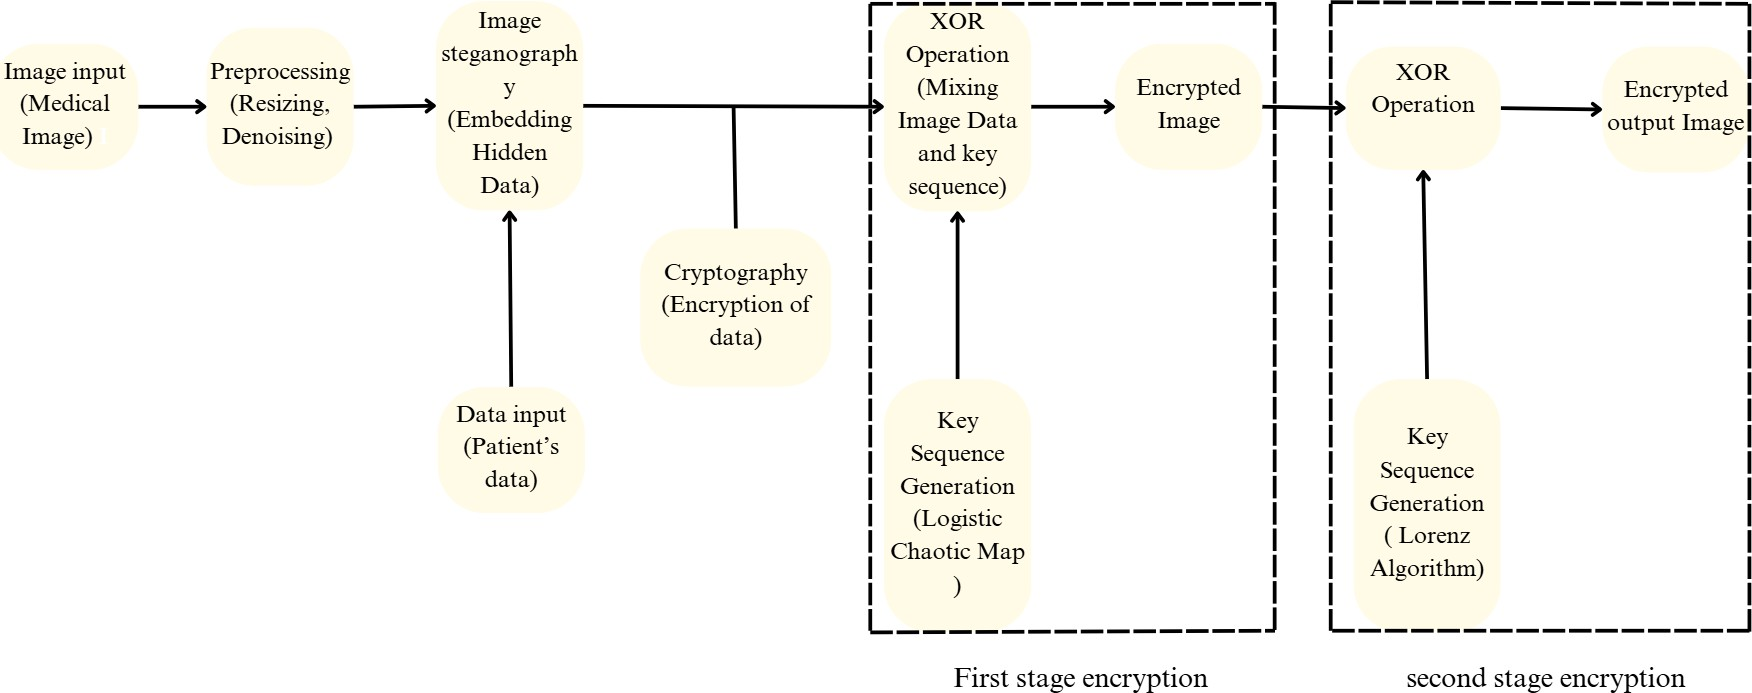 Image input
(Medical
Image)
Preprocessing
(Resizing,
Denoising)
Image
steganograph
y
(Embedding
Hidden
Data)
Data input
(Patient’s
data)
Cryptography
(Encryption of
data)
XOR
Operation
(Mixing
Image Data
and key
sequence)
Encrypted
Image
Key
Sequence
Generation
(Logistic
Chaotic Map
)
First stage encryption
XOR
Operation
Encrypted
output Image
Key
Sequence
Generation
( Lorenz
Algorithm)
second stage encryption